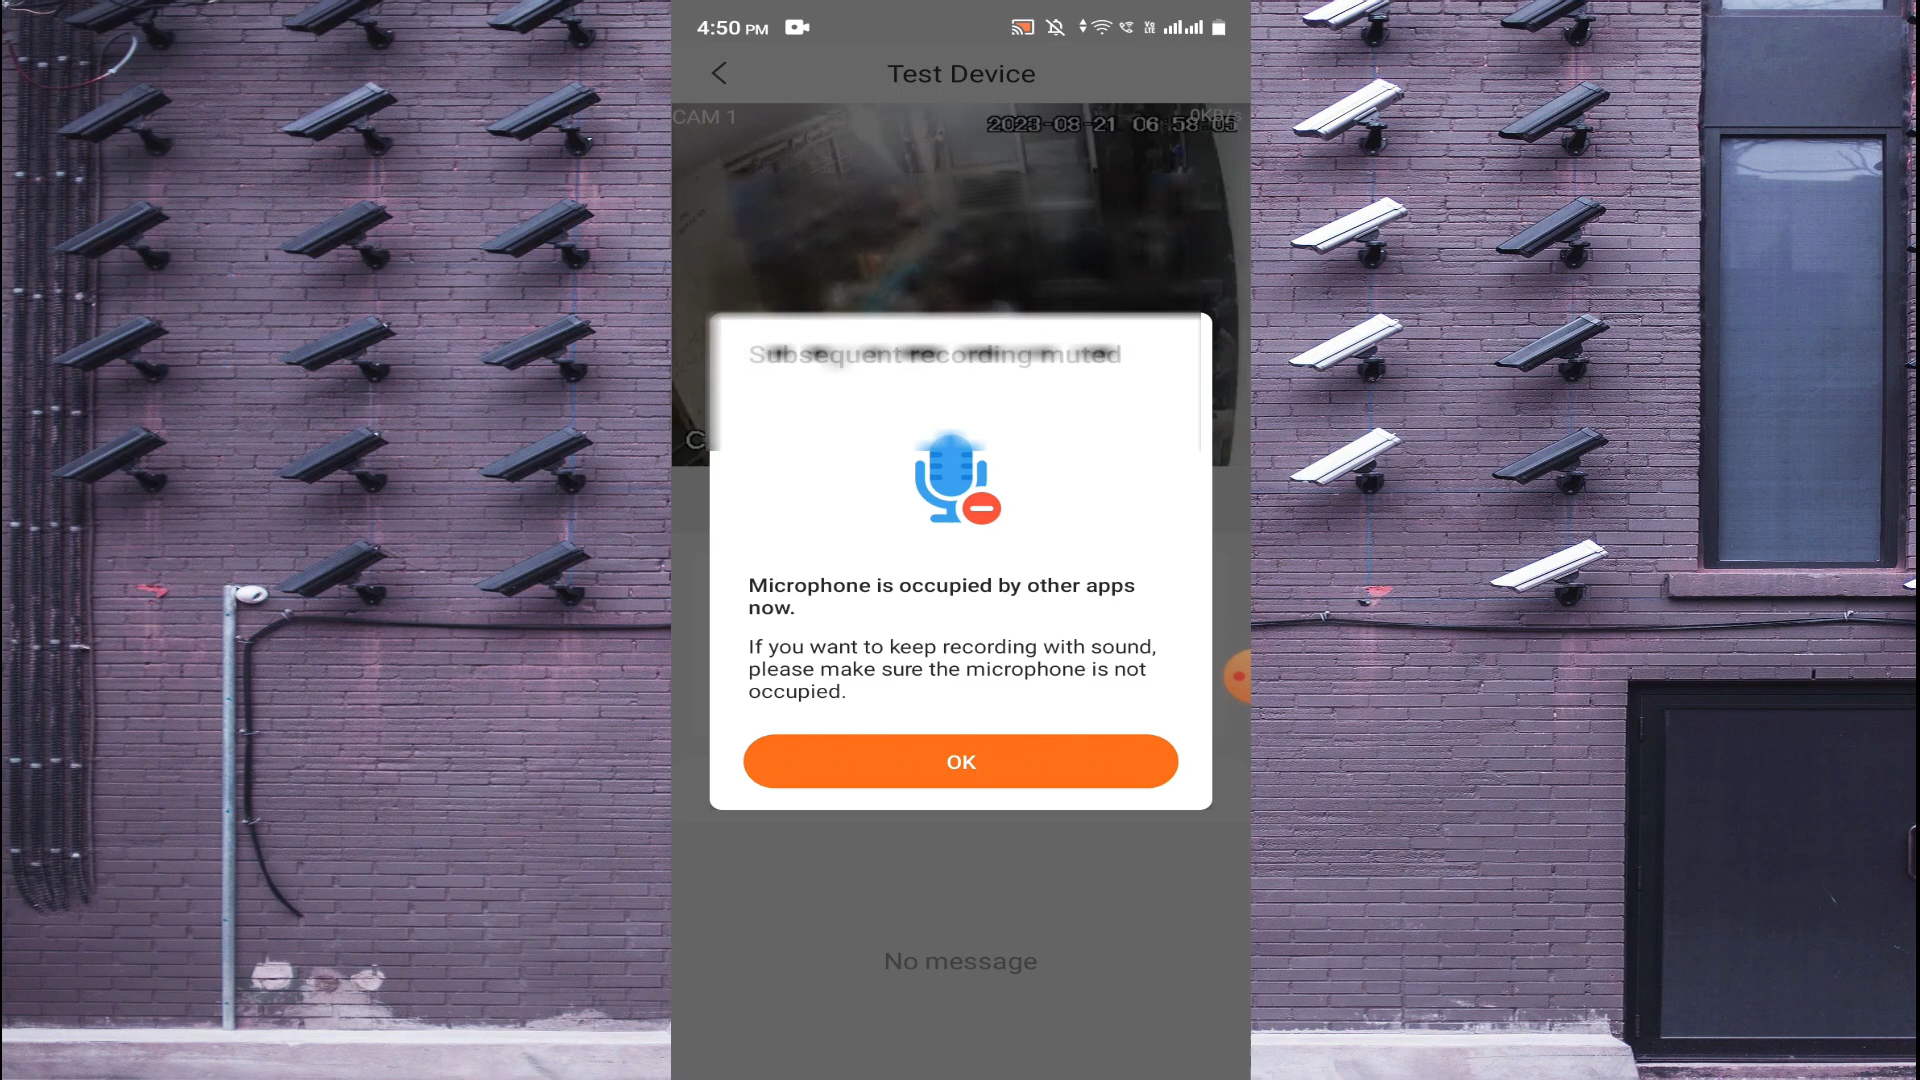 4:50 PM
Test Device
CAM 1
0KB/s
2023-08-21 06 58 05
Subsequent recording muted
C
Microphone is occupied by other apps
now.
If you want to keep recording with sound,
please make sure the microphone is not
occupied.
OK
No message